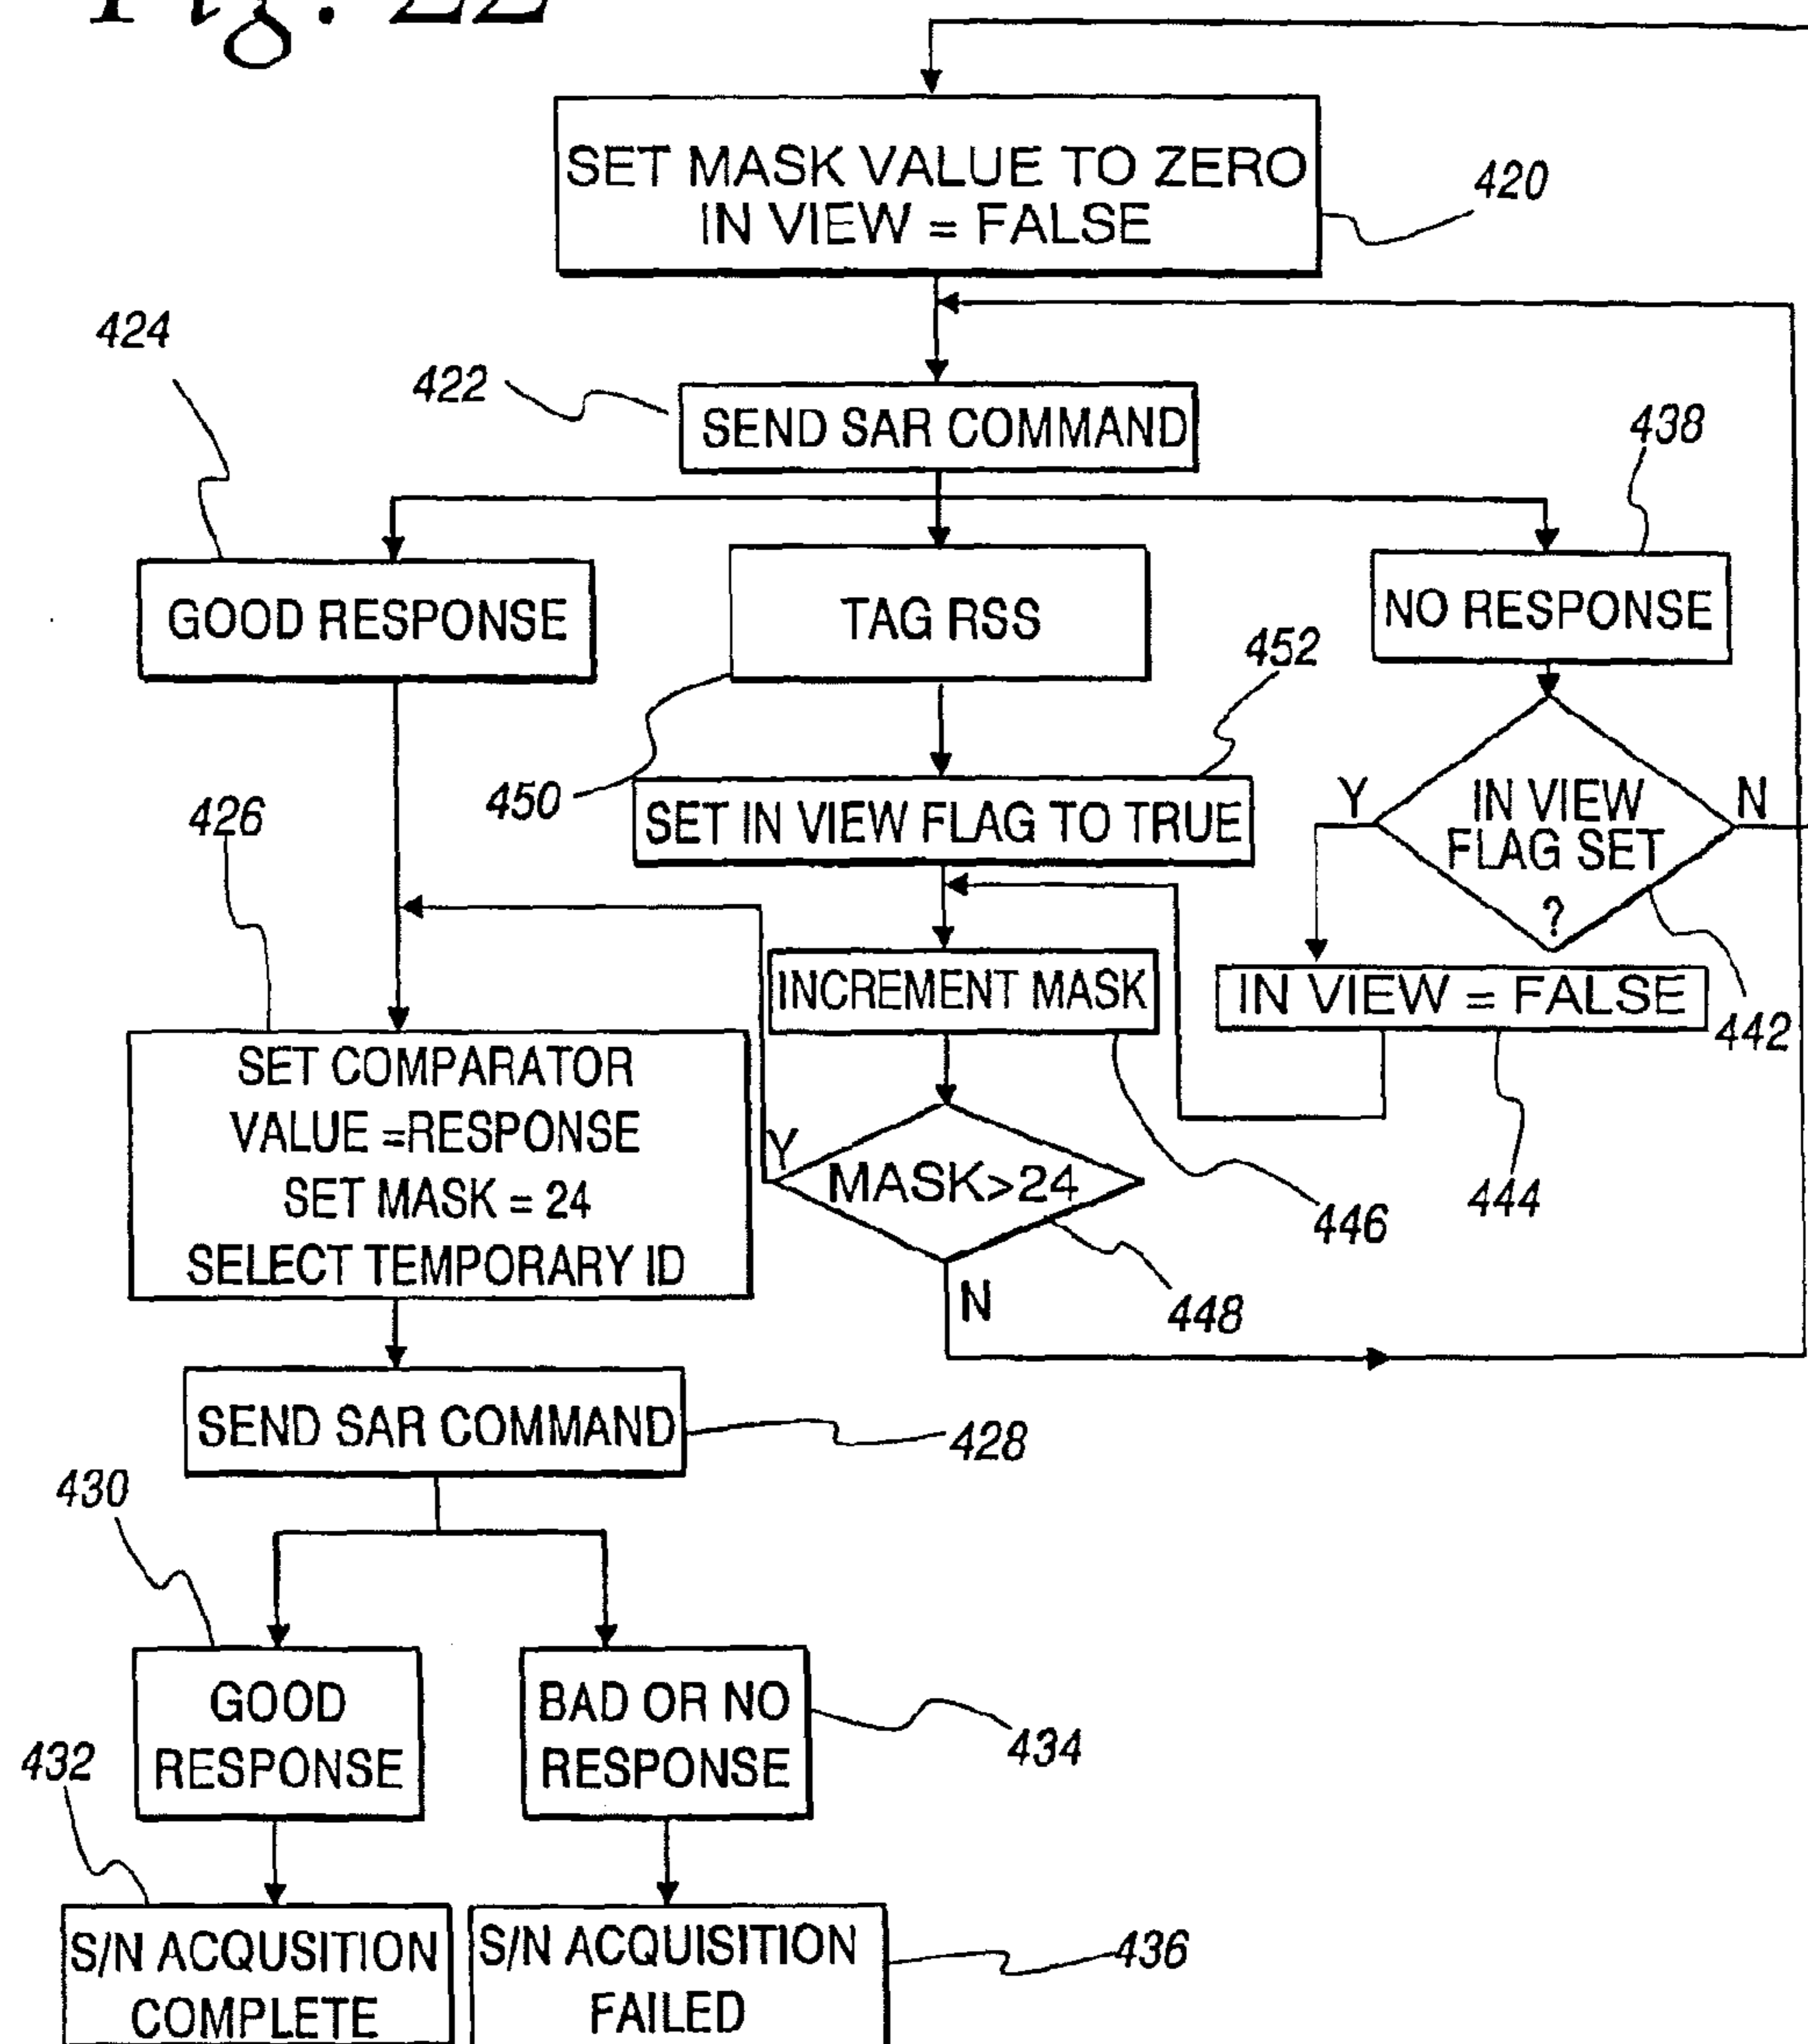 Fig. 22
SET MASK VALUE TO ZERO
IN VIEW = FALSE
420
424
422
SEND SAR COMMAND
438
GOOD RESPONSE
TAG RSS
NO RESPONSE
452
450
426
SET IN VIEW FLAG TO TRUE
Y
IN VIEW
FLAG SET
?
N
INCREMENT MASK
IN VIEW = FALSE
442
SET COMPARATOR
VALUE =RESPONSE
SET MASK = 24
SELECT TEMPORARY ID
Y
MASK>24
446
444
N
448
SEND SAR COMMAND
428
430
GOOD
RESPONSE
BAD OR NO
RESPONSE
434
432
S/N ACQUSITION
COMPLETE
S/N ACQUISITION
FAILED
436